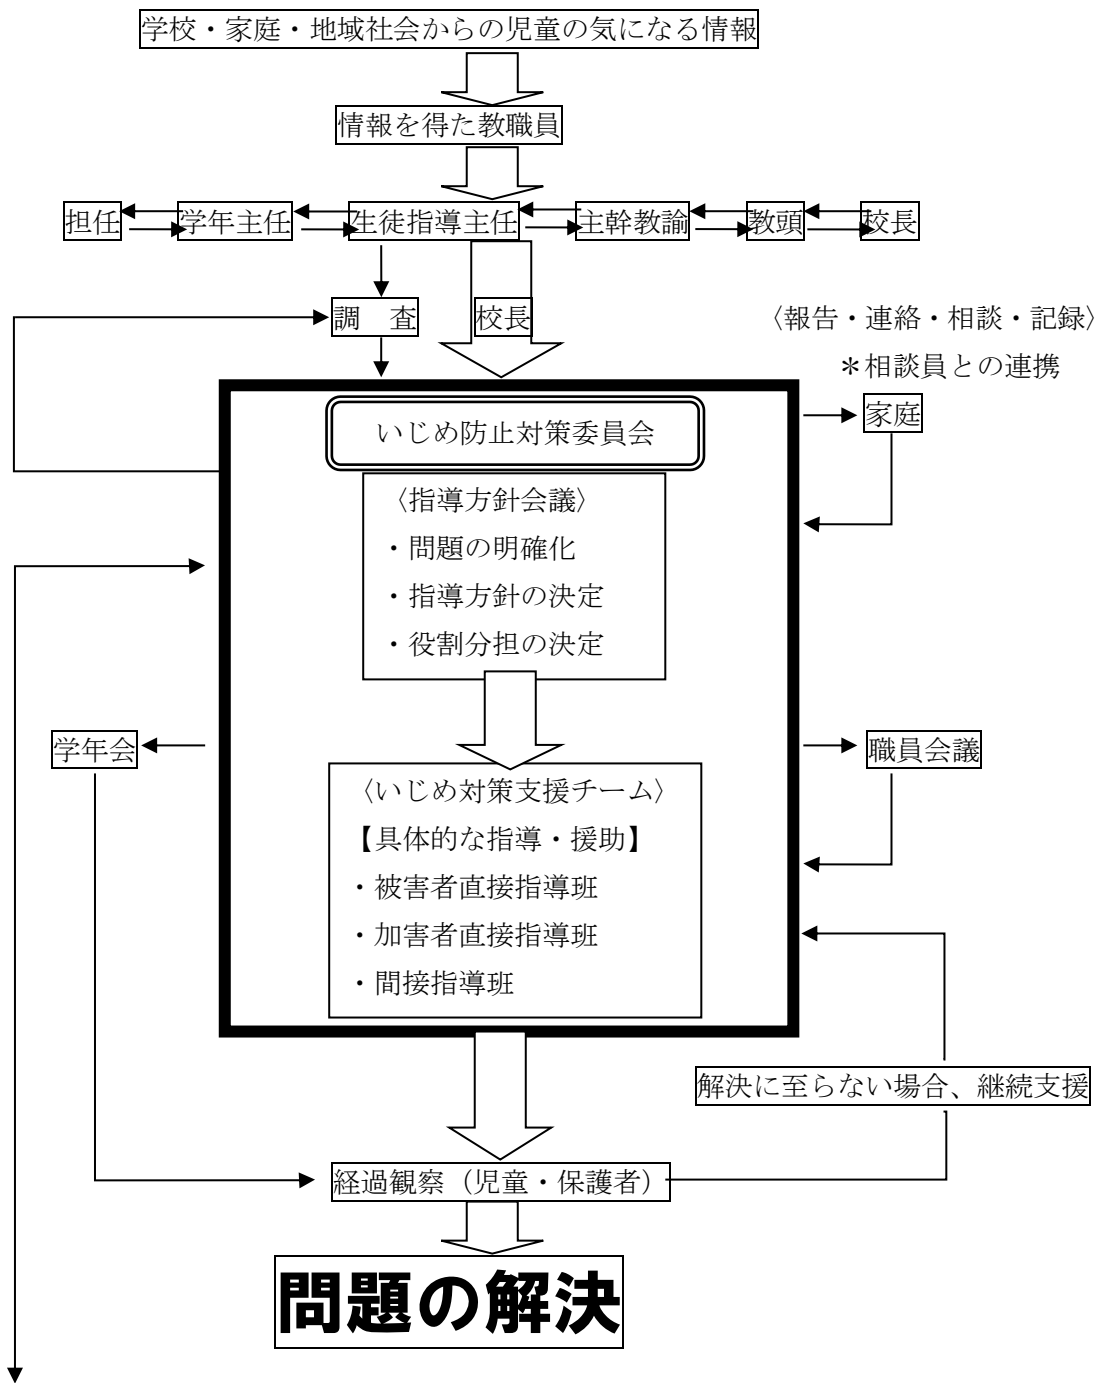 学校・家庭・地域社会からの児童の気になる情報
情報を得た教職員
担任 学年主任 生徒指導主任 主幹教諭 教頭 校長
調　査 校長 〈報告・連絡・相談・記録〉
＊相談員との連携
家庭
いじめ防止対策委員会
〈指導方針会議〉
・問題の明確化
・指導方針の決定
・役割分担の決定
学年会 職員会議
〈いじめ対策支援チーム〉
【具体的な指導・援助】
・被害者直接指導班
・加害者直接指導班
・間接指導班
解決に至らない場合、継続支援
経過観察（児童・保護者）
問題の解決